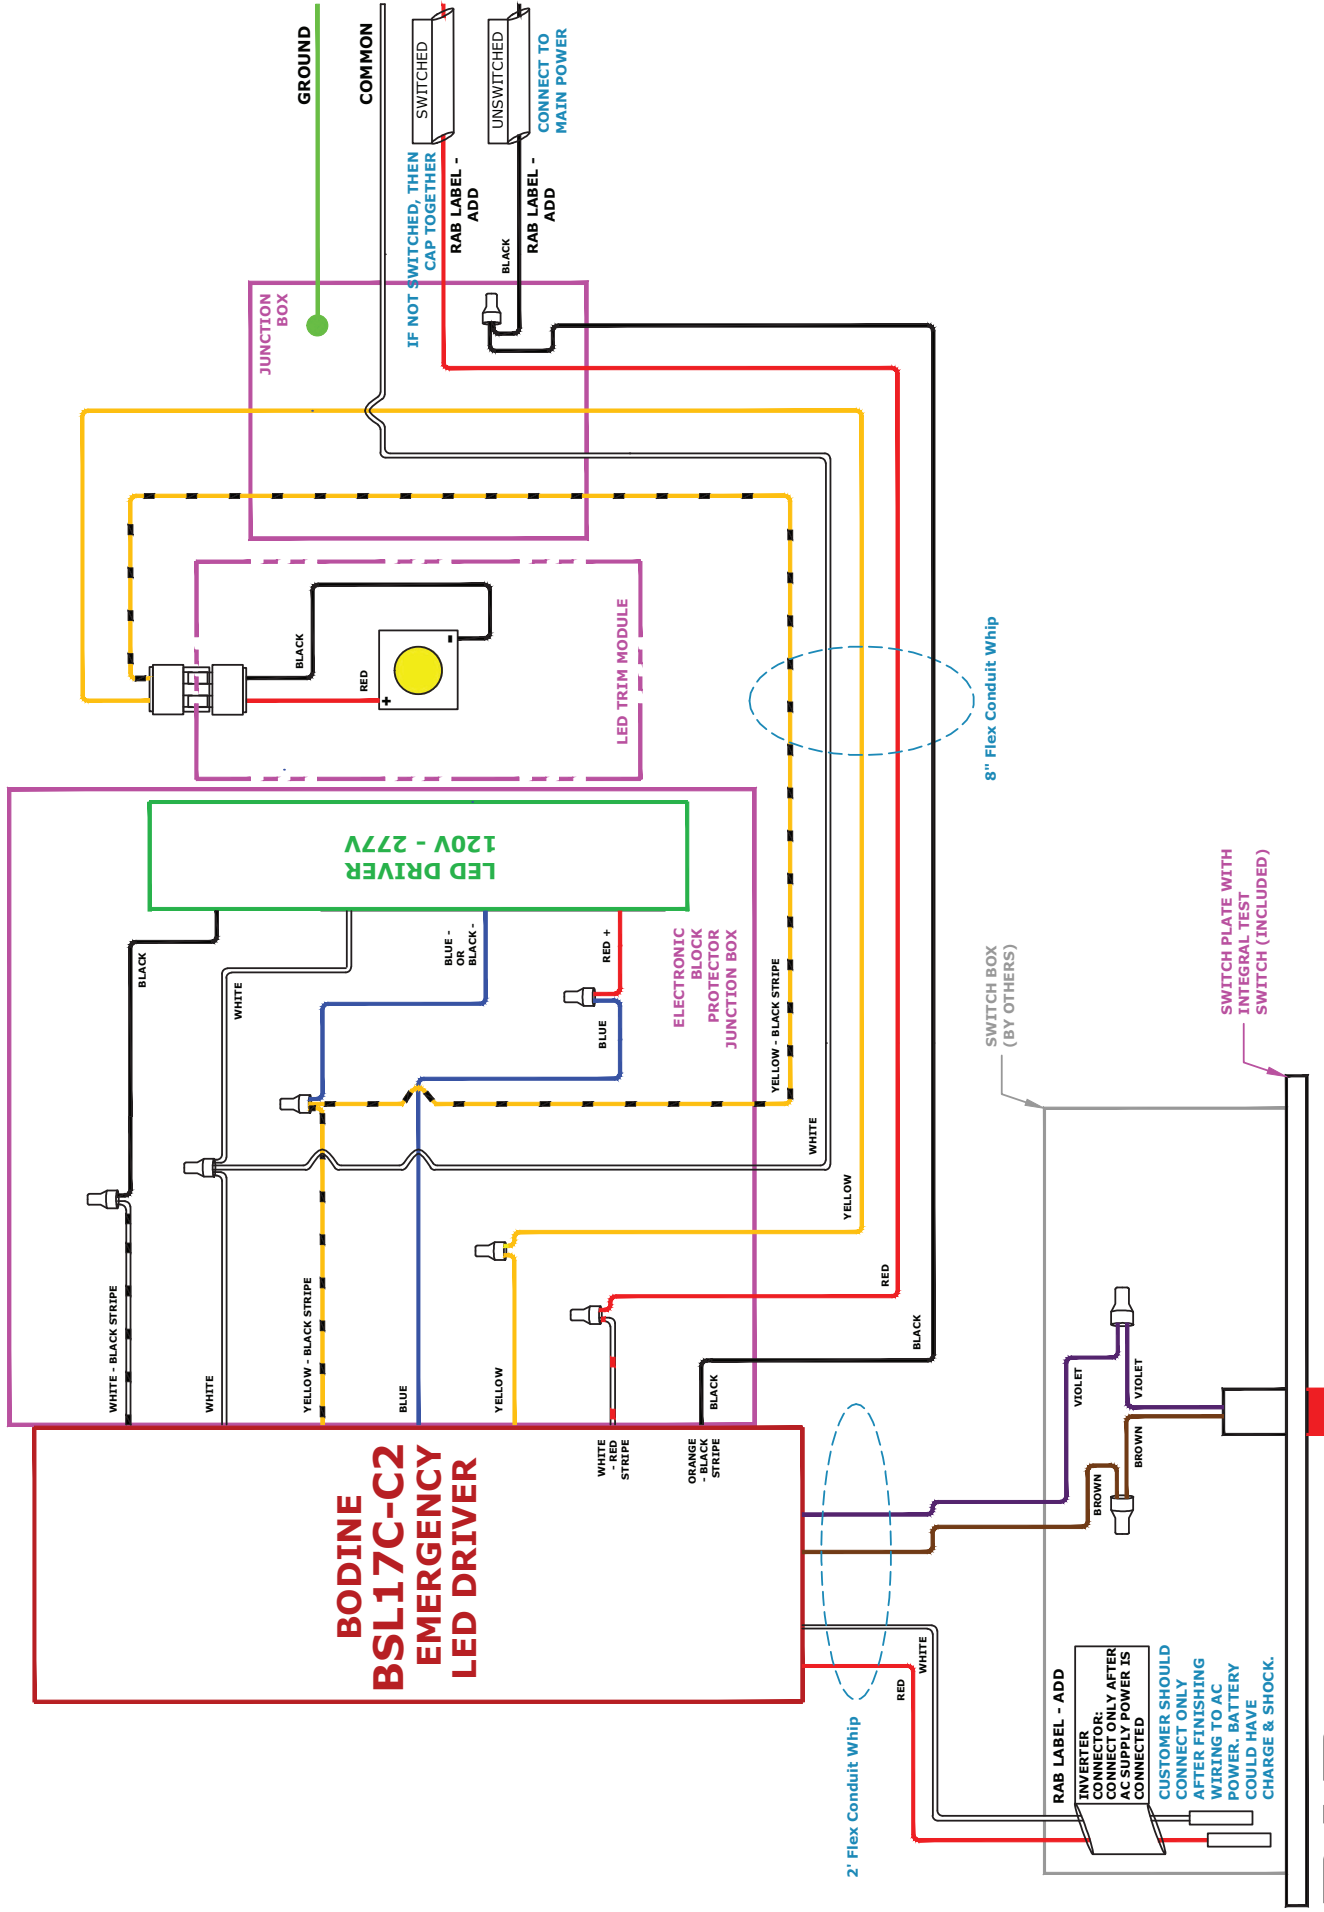 GROUND
COMMON
SWITCHED
UNSWITCHED
CONNECT TO
MAIN POWER
IF NOT SWITCHED, THEN
CAP TOGETHER
RAB LABEL -
ADD
BLACK
RAB LABEL -
ADD
JUNCTION
BOX
BLACK
RED
+
-
LED TRIM MODULE
8" Flex Conduit Whip
LED DRIVER
120V - 277V
BLACK
WHITE
BLUE -
OR
BLACK -
RED +
BLUE
ELECTRONIC
BLOCK
PROTECTOR
JUNCTION BOX
YELLOW - BLACK STRIPE
WHITE
YELLOW
RED
BLACK
WHITE - BLACK STRIPE
WHITE
YELLOW - BLACK STRIPE
BLUE
YELLOW
WHITE
- RED
STRIPE
BLACK
ORANGE
- BLACK
STRIPE
BODINE
BSL17C-C2
EMERGENCY
LED DRIVER
SWITCH BOX
(BY OTHERS)
SWITCH PLATE WITH
INTEGRAL TEST
SWITCH (INCLUDED)
VIOLET
VIOLET
BROWN
BROWN
WHITE
RED
2' Flex Conduit Whip
RAB LABEL - ADD
INVERTER
CONNECTOR:
CONNECT ONLY AFTER
AC SUPPLY POWER IS
CONNECTED
CUSTOMER SHOULD
CONNECT ONLY
AFTER FINISHING
WIRING TO AC
POWER. BATTERY
COULD HAVE
CHARGE & SHOCK.